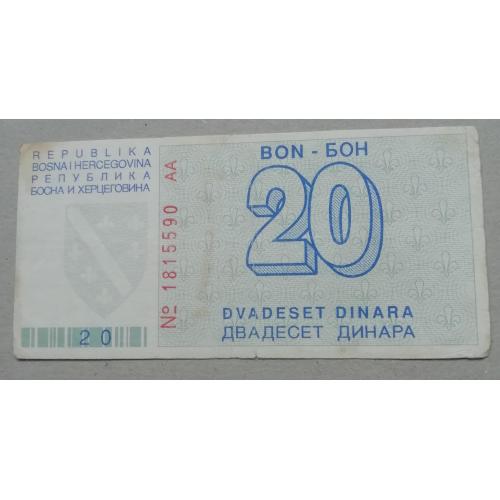 REPUBLIKA
BOSNA I HERCEGOVINA
РЕПУБЛИКА
БОСНА И ХЕРЦЕГОВИНА
20
№ 1815590 AA
BON - БОН
20
DVADESET DINARA
ДВАДЕСЕТ ДИНАРА